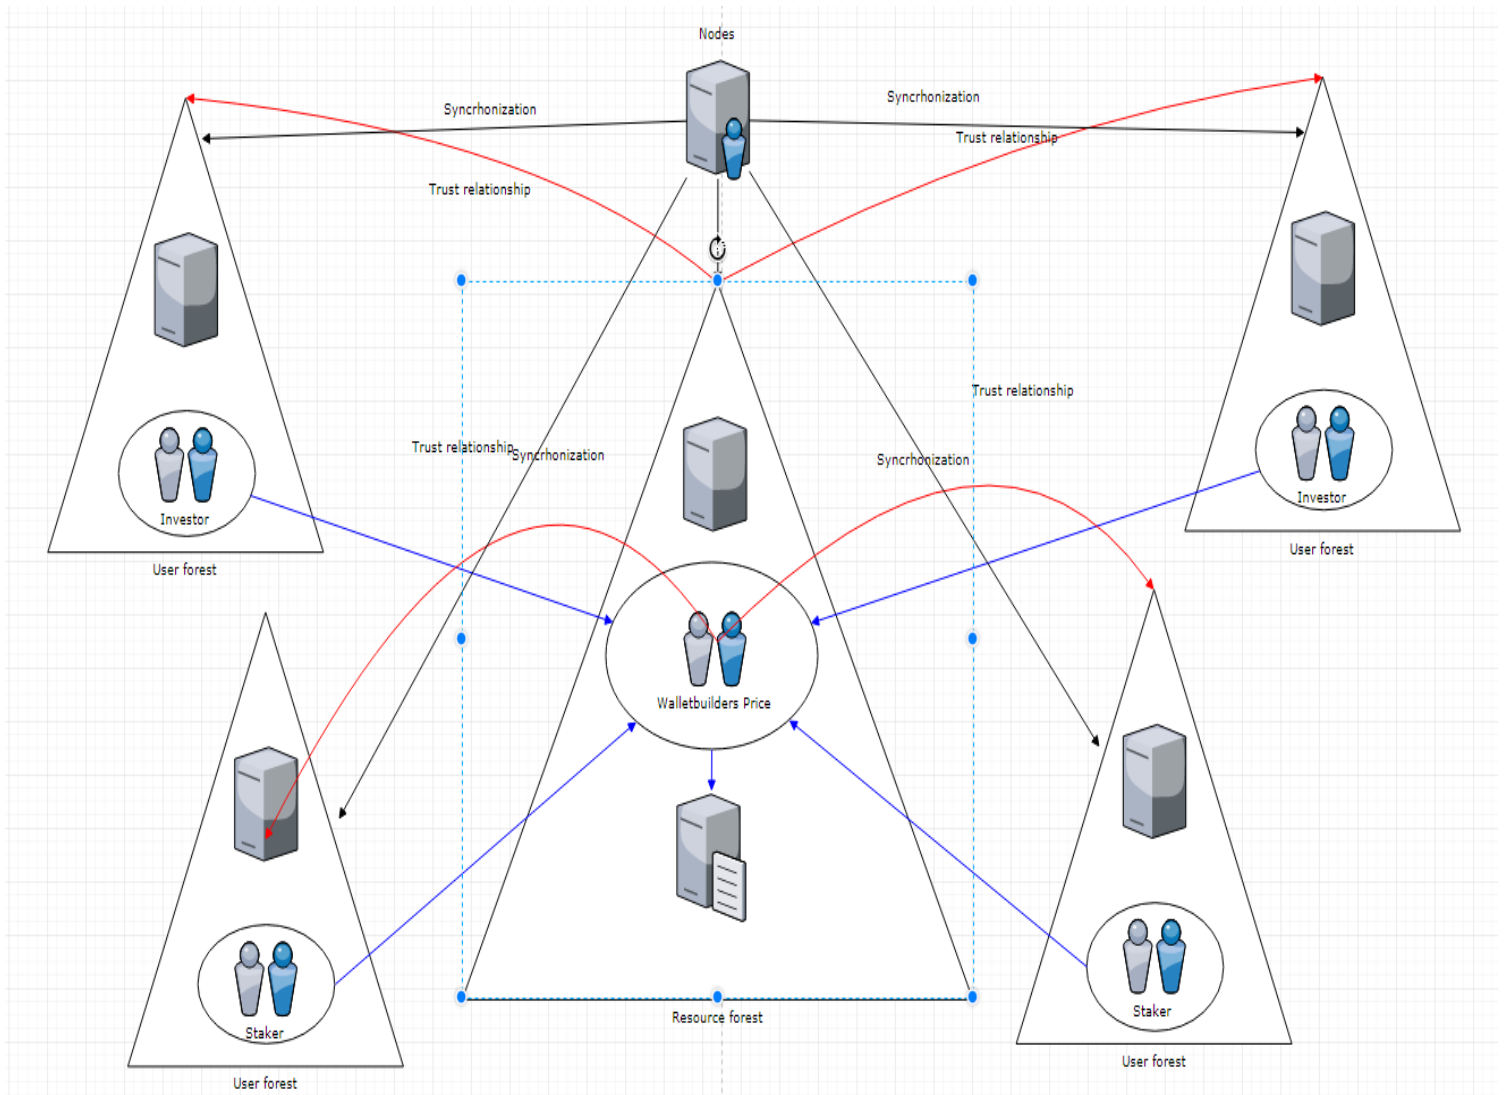 Nodes
Syncrhonization
Syncrhonization
Trust relationship
Trust relationship
Trust relationship
Trust relationship
Syncrhonization
Syncrhonization
Investor
Investor
User forest
User forest
Walletbuilders Price
Staker
Staker
Resource forest
User forest
User forest